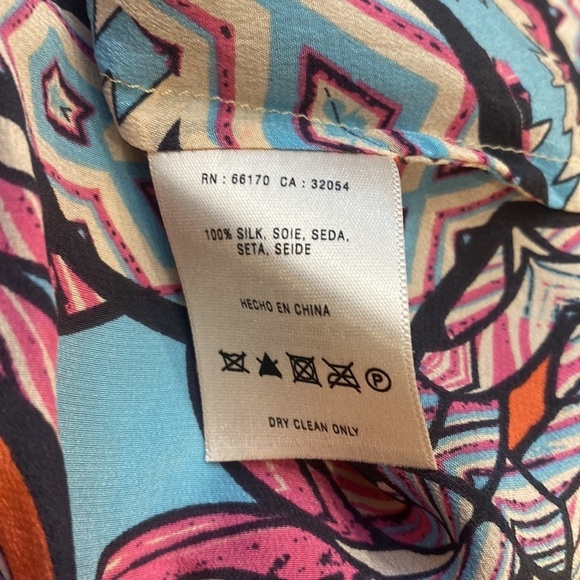 RN : 66170 CA : 32054
100% SILK, SOIE, SEDA,
SETA, SEIDE
HECHO EN CHINA
P
DRY CLEAN ONLY